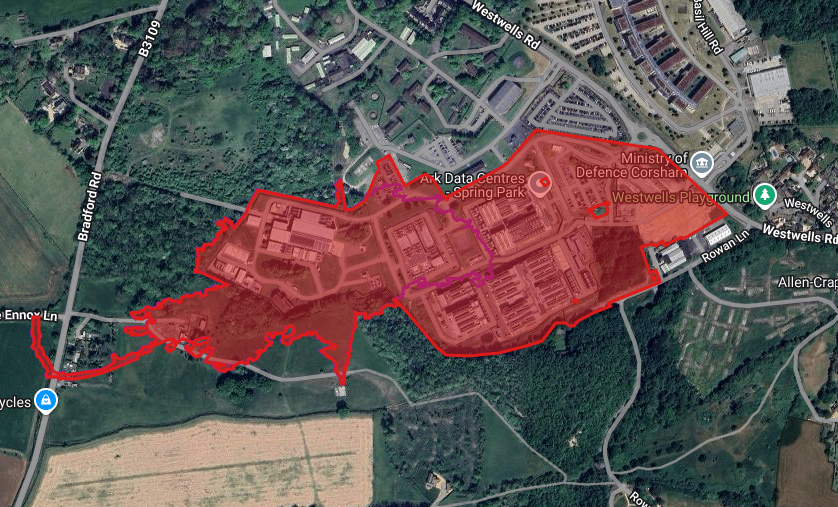 Westwells Rd
Basil Hill Rd
B3109
Ministry of
Defence Corsham
Ark Data Centres
- Spring Park
Westwells Playground
Bradford Rd
Westwells
Westwells Rd
Rowan Ln
Allen-Crap
e Ennox Ln
ycles
Row